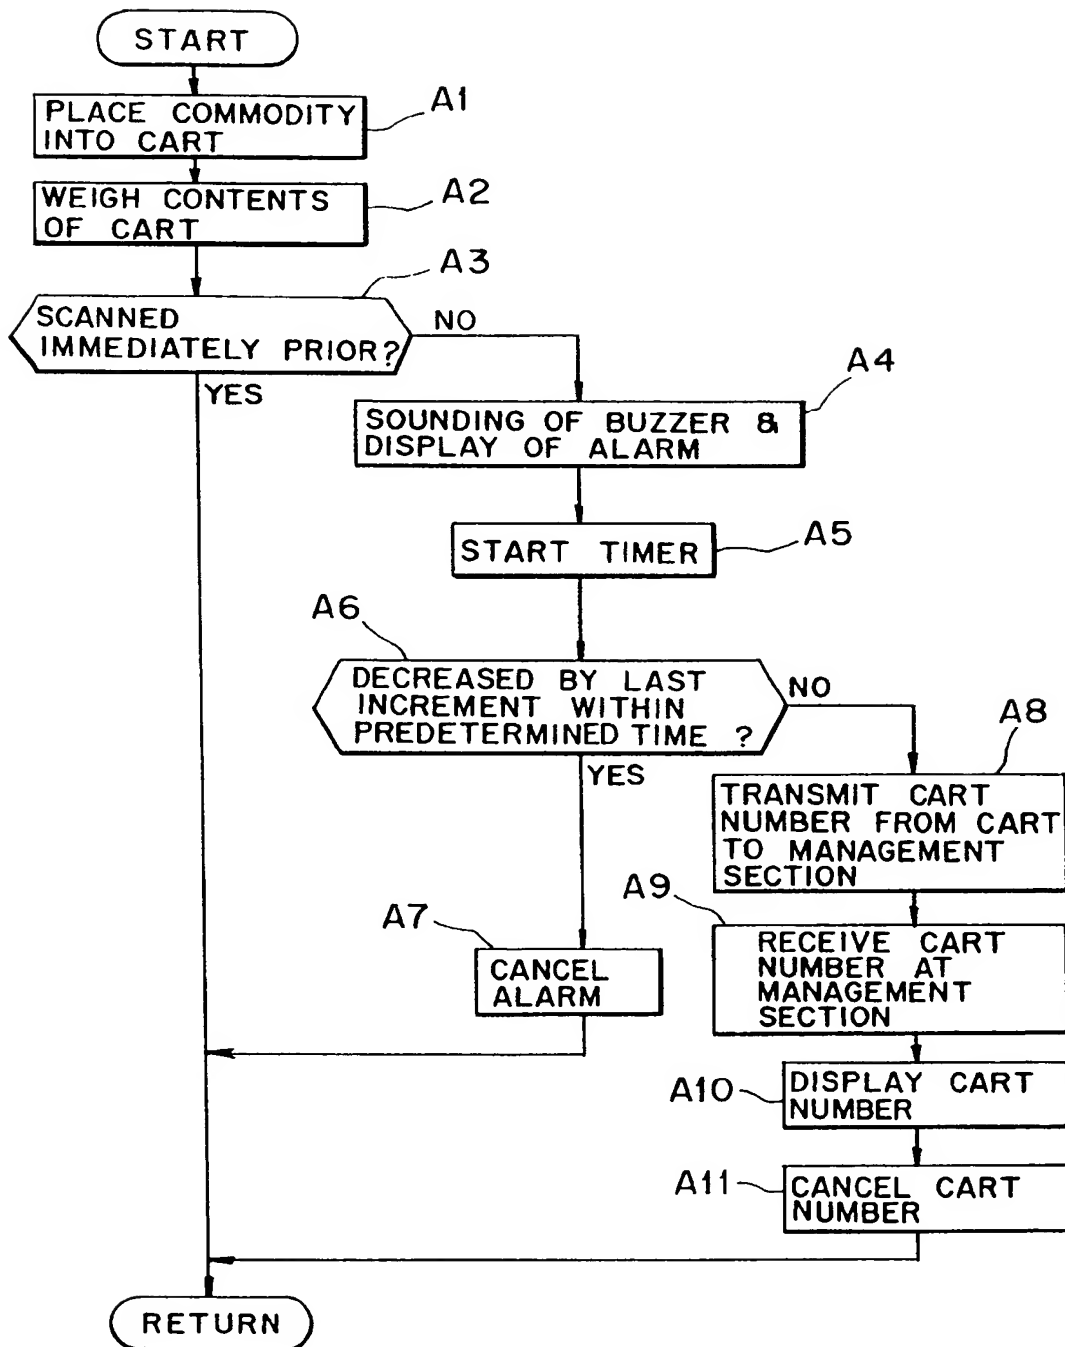 START
A1
PLACE COMMODITY
INTO CART
A2
WEIGH CONTENTS
OF CART
A3
SCANNED
IMMEDIATELY PRIOR?
NO
YES
A4
SOUNDING OF BUZZER &
DISPLAY OF ALARM
A5
START TIMER
A6
DECREASED BY LAST
INCREMENT WITHIN
PREDETERMINED TIME ?
NO
YES
A8
TRANSMIT CART
NUMBER FROM CART
TO MANAGEMENT
SECTION
A7
CANCEL
ALARM
A9
RECEIVE CART
NUMBER AT
MANAGEMENT
SECTION
A10
DISPLAY CART
NUMBER
A11
CANCEL CART
NUMBER
RETURN